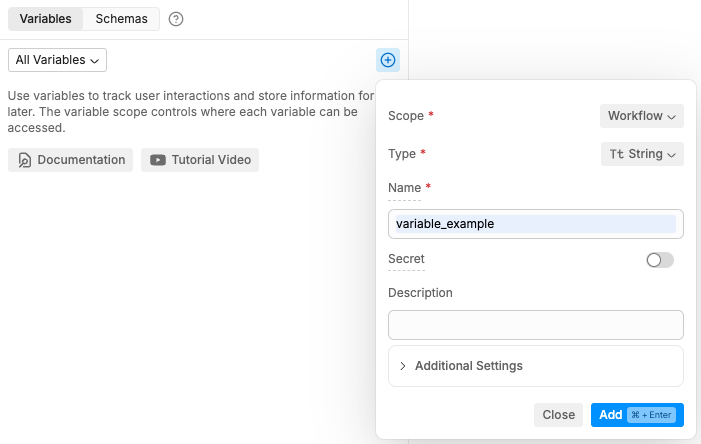 Variables
Schemas
All Variables
Use variables to track user interactions and store information for
later. The variable scope controls where each variable can be
accessed.
Documentation
Tutorial Video
Scope *
Workflow
Type *
Tt String
Name *
variable_example
Secret
Description
Additional Settings
Close
Add ⌘ + Enter